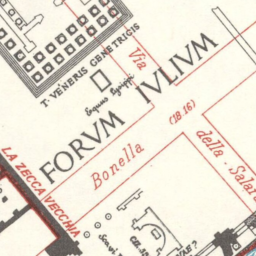 T. VENERIS GENETRICIS
Via
FORVM IVLIVM
(18.16)
Bonella
della
Salara
LA ZECCA VECCHIA